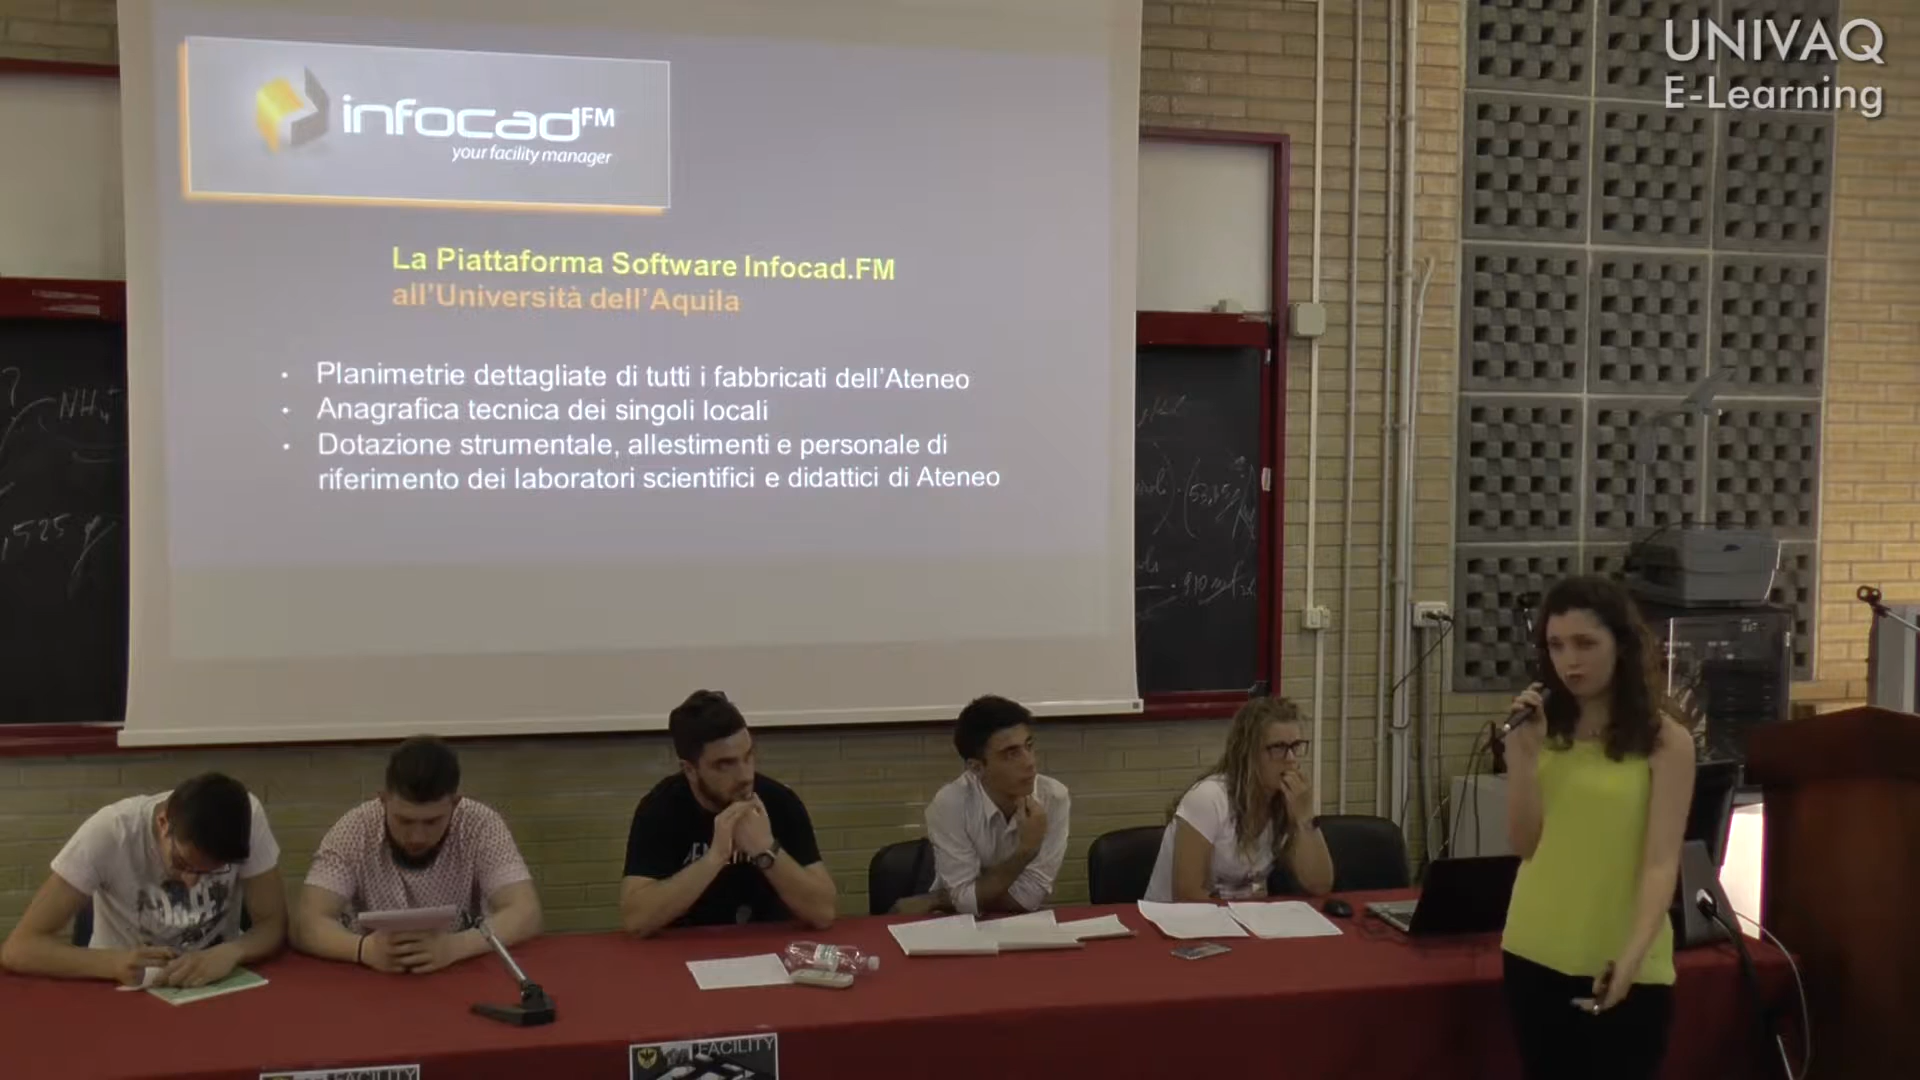 UNIVAQ
E-Learning
infocadFM
your facility manager
La Piattaforma Software Infocad.FM
all'Università dell'Aquila
• Planimetrie dettagliate di tutti i fabbricati dell'Ateneo
• Anagrafica tecnica dei singoli locali
• Dotazione strumentale, allestimenti e personale di
riferimento dei laboratori scientifici e didattici di Ateneo
NH4+
FACILITY
FACILITY